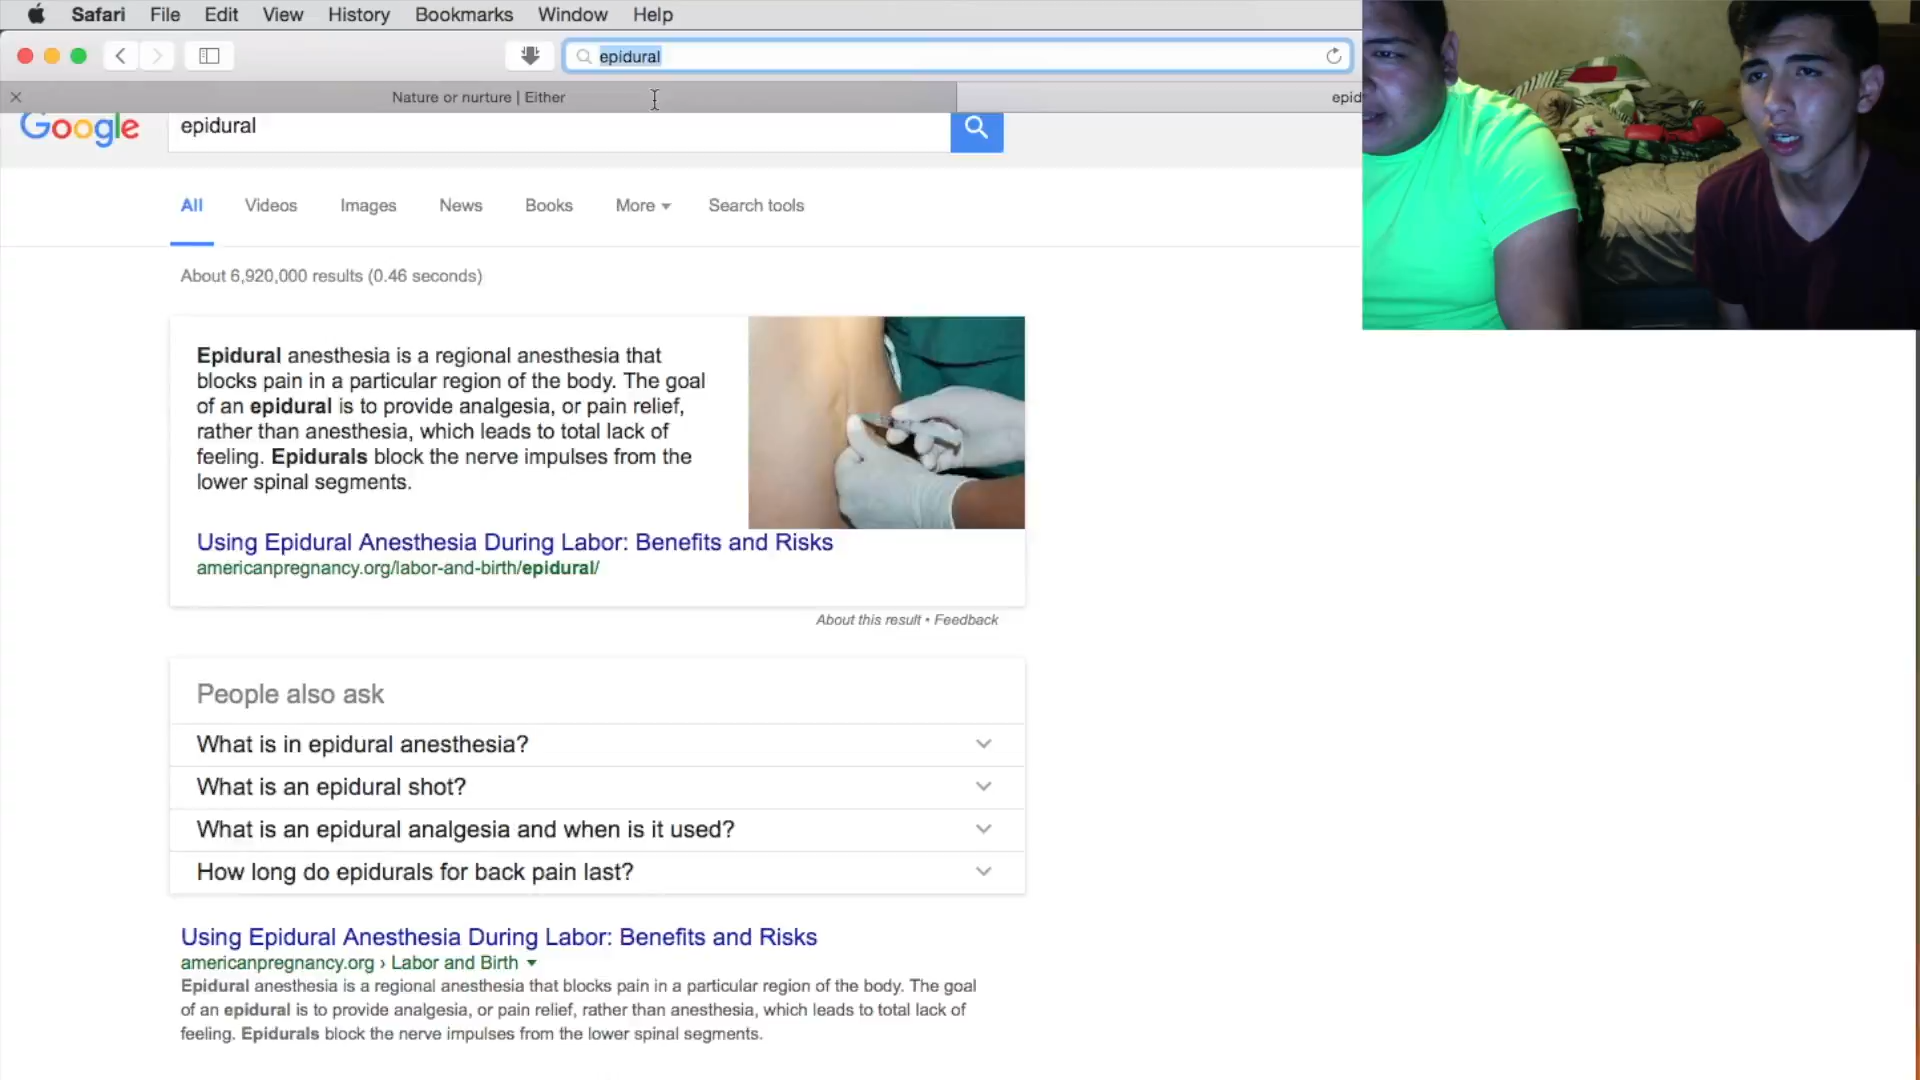 Safari File Edit View History Bookmarks Window Help
epidural
Nature or nurture | Either
epid
Google
epidural
All Videos Images News Books More Search tools
About 6,920,000 results (0.46 seconds)
Epidural anesthesia is a regional anesthesia that
blocks pain in a particular region of the body. The goal
of an epidural is to provide analgesia, or pain relief,
rather than anesthesia, which leads to total lack of
feeling. Epidurals block the nerve impulses from the
lower spinal segments.
Using Epidural Anesthesia During Labor: Benefits and Risks
americanpregnancy.org/labor-and-birth/epidural/
About this result • Feedback
People also ask
What is in epidural anesthesia?
What is an epidural shot?
What is an epidural analgesia and when is it used?
How long do epidurals for back pain last?
Using Epidural Anesthesia During Labor: Benefits and Risks
americanpregnancy.org › Labor and Birth
Epidural anesthesia is a regional anesthesia that blocks pain in a particular region of the body. The goal
of an epidural is to provide analgesia, or pain relief, rather than anesthesia, which leads to total lack of
feeling. Epidurals block the nerve impulses from the lower spinal segments.